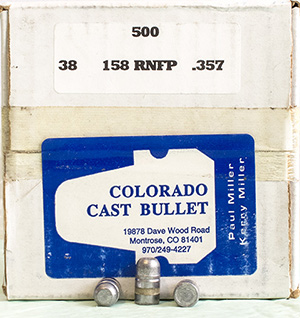 500
38 158 RNFP .357
COLORADO
CAST BULLET
19878 Dave Wood Road
Montrose, CO 81401
970/249-4227
Paul Miller
Kerry Miller